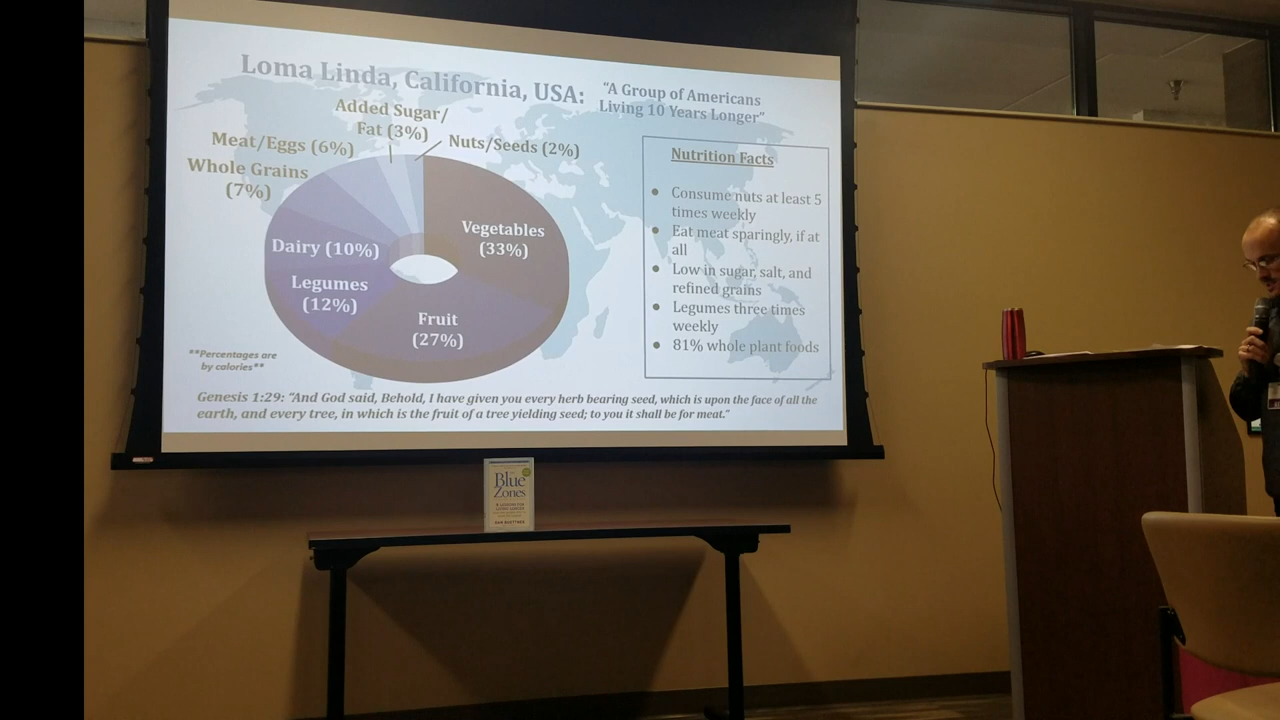 Loma Linda, California, USA:
"A Group of Americans
Living 10 Years Longer"
Added Sugar/
Fat (3%)
Nuts/Seeds (2%)
Meat/Eggs (6%)
Whole Grains
(7%)
Vegetables
(33%)
Dairy (10%)
Legumes
(12%)
Fruit
(27%)
**Percentages are
by calories**
Nutrition Facts
• Consume nuts at least 5
times weekly
• Eat meat sparingly, if at
all
• Low in sugar, salt, and
refined grains
• Legumes three times
weekly
• 81% whole plant foods
Genesis 1:29: "And God said, Behold, I have given you every herb bearing seed, which is upon the face of all the
earth, and every tree, in which is the fruit of a tree yielding seed; to you it shall be for meat."
Blue
Zones
DAN BUETTNER